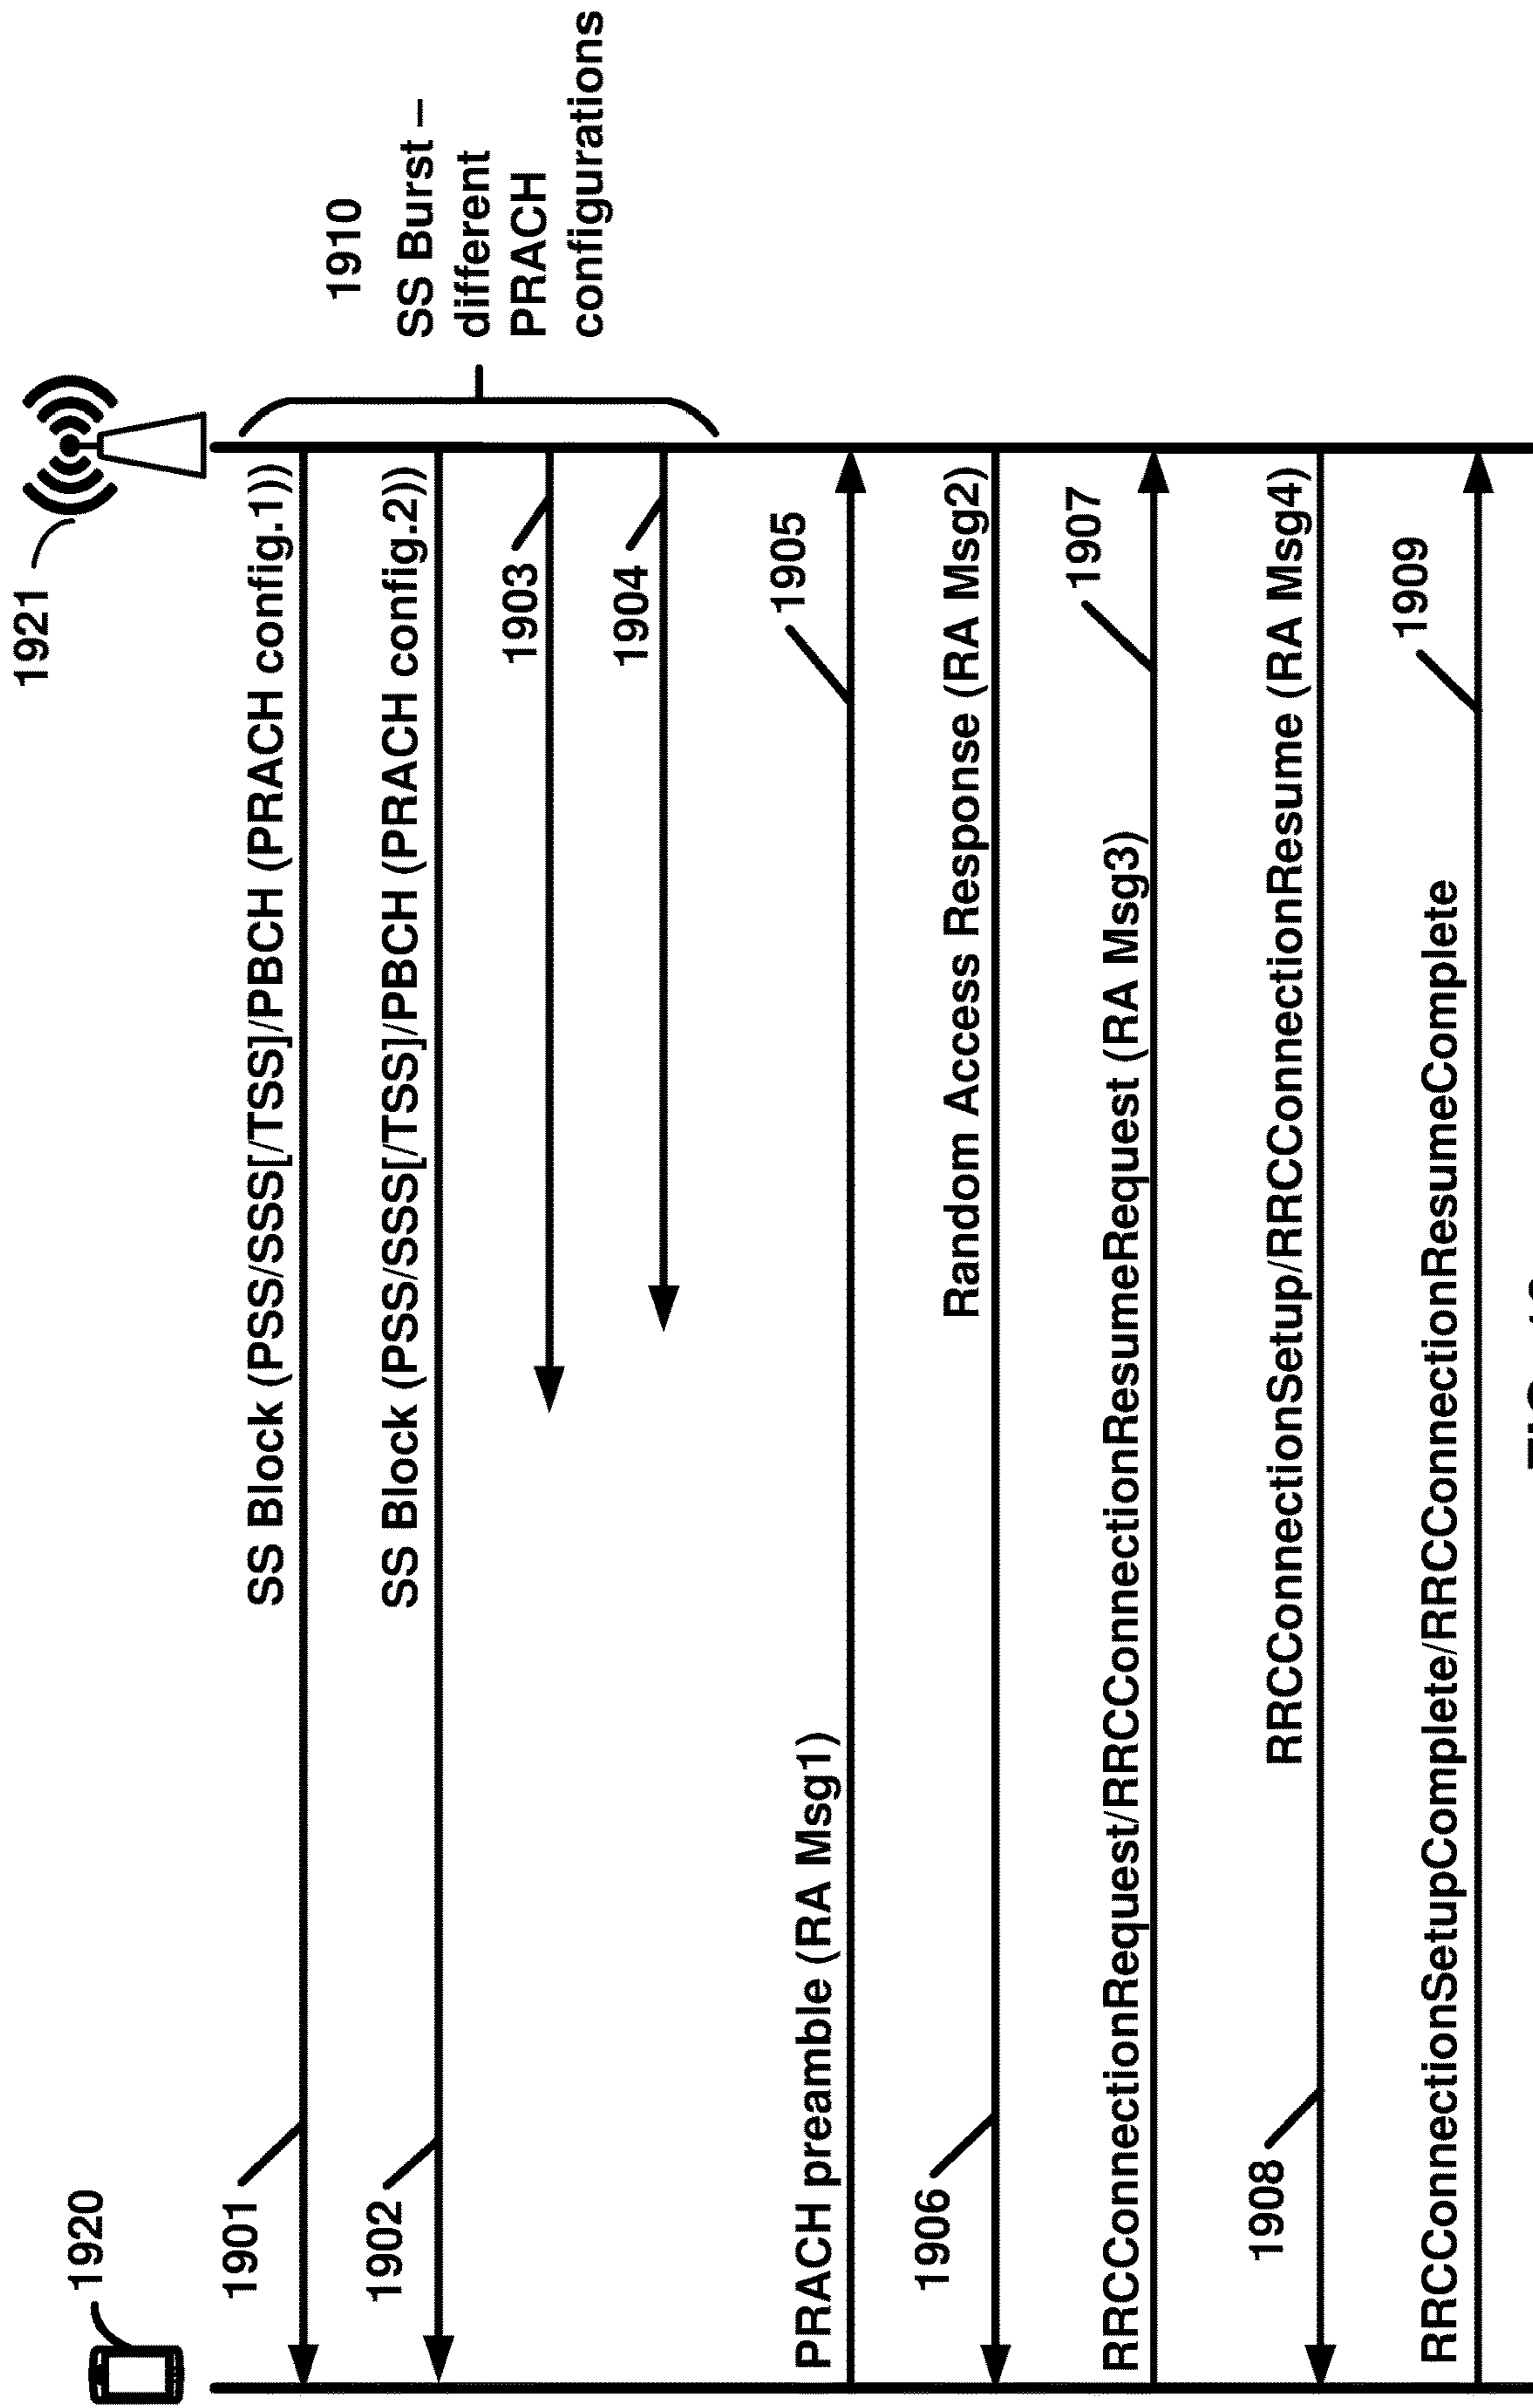 1920
1921
1901
SS Block (PSS/SSS[/TSS]/PBCH (PRACH config.1))
1910
SS Burst –
different
PRACH
configurations
1902
SS Block (PSS/SSS[/TSS]/PBCH (PRACH config.2))
1903
1904
PRACH preamble (RA Msg1)
1905
1906
Random Access Response (RA Msg2)
RRCConnectionRequest/RRCConnectionResumeRequest (RA Msg3)
1907
1908
RRCConnectionSetup/RRCConnectionResume (RA Msg4)
RRCConnectionSetupComplete/RRCConnectionResumeComplete
1909